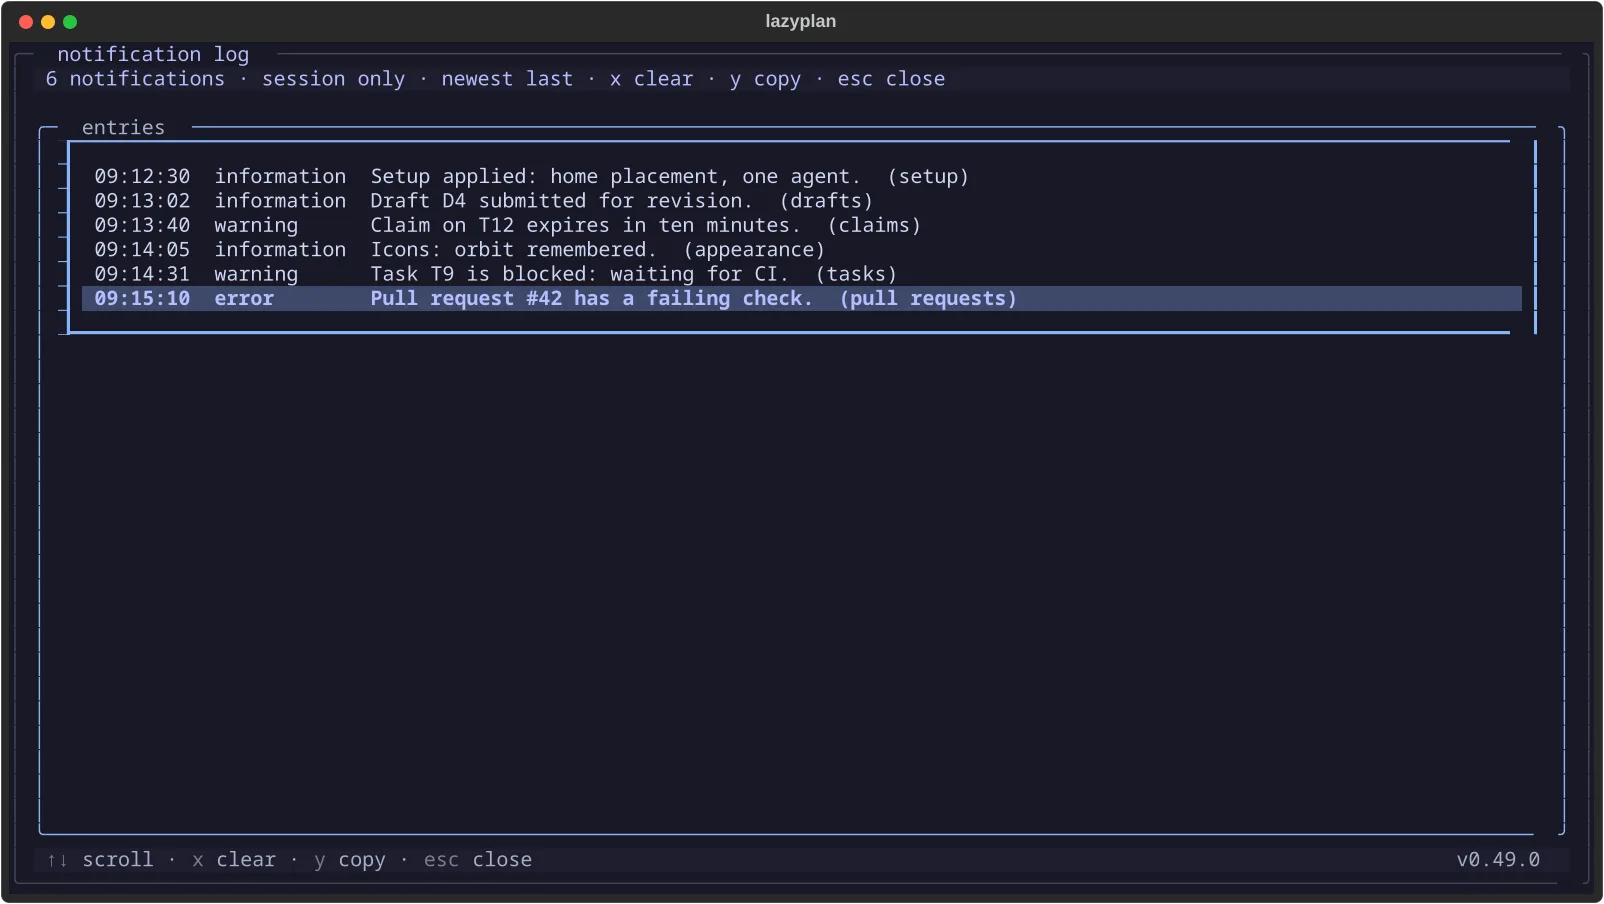 lazyplan
notification log
6 notifications · session only · newest last · x clear · y copy · esc close
entries
09:12:30 information Setup applied: home placement, one agent. (setup)
09:13:02 information Draft D4 submitted for revision. (drafts)
09:13:40 warning Claim on T12 expires in ten minutes. (claims)
09:14:05 information Icons: orbit remembered. (appearance)
09:14:31 warning Task T9 is blocked: waiting for CI. (tasks)
09:15:10 error Pull request #42 has a failing check. (pull requests)
↑↓ scroll · x clear · y copy · esc close v0.49.0